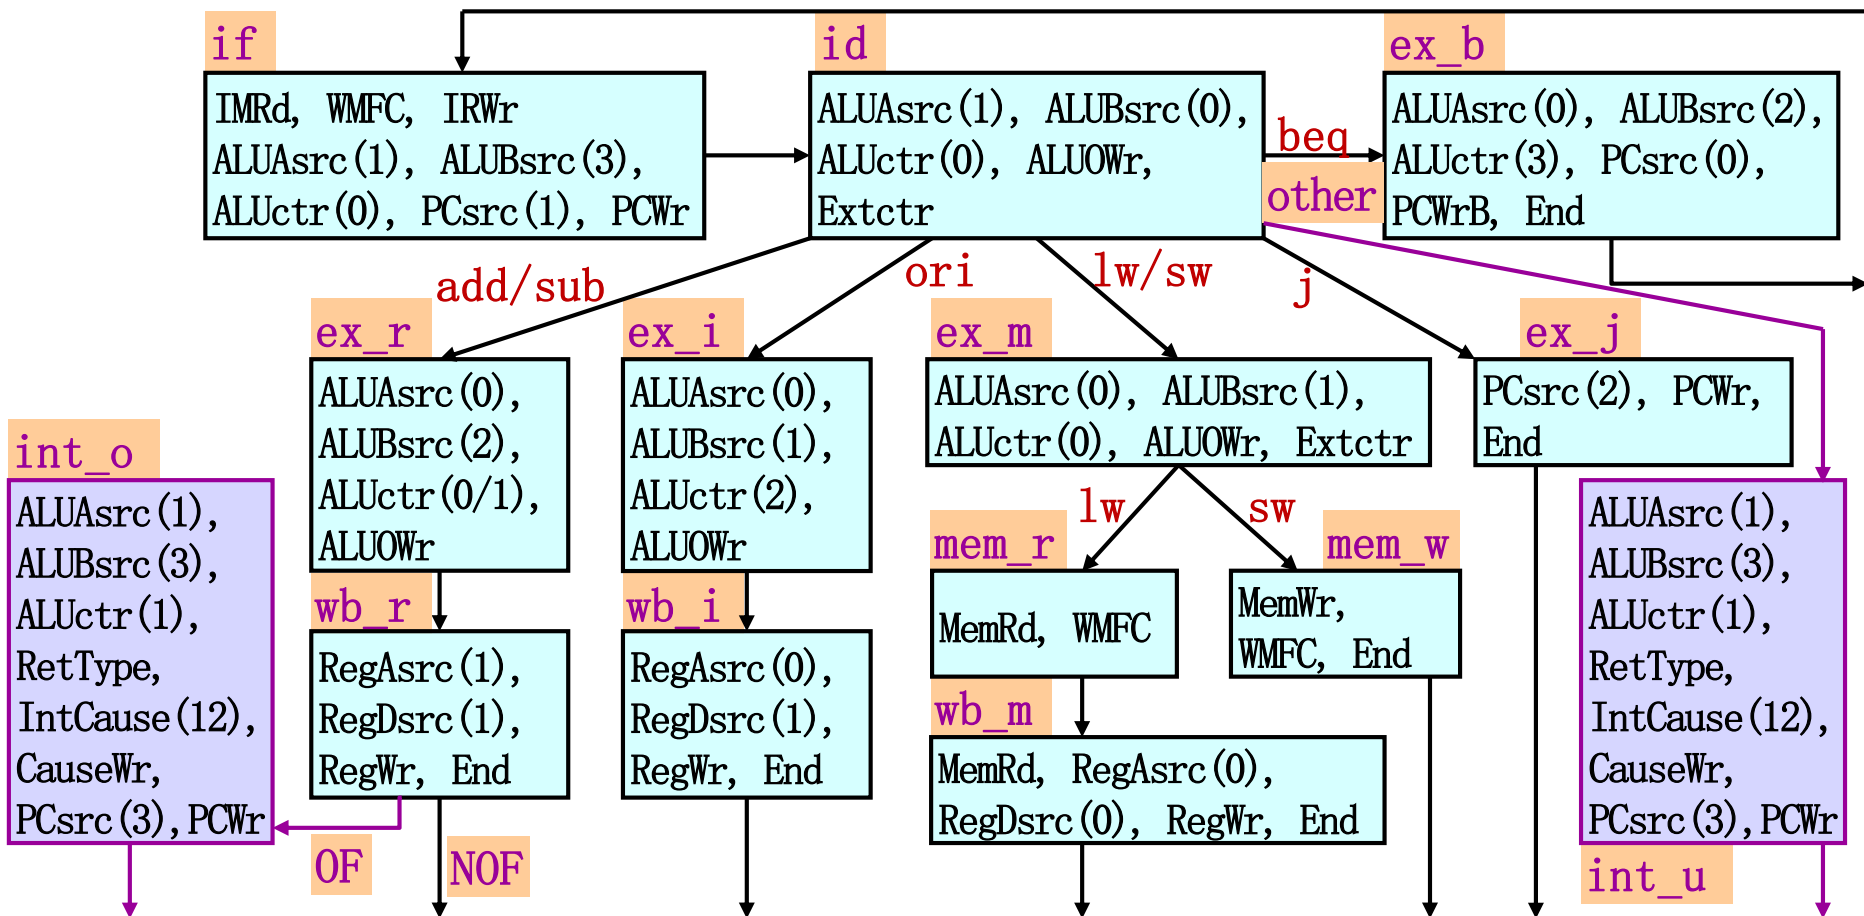 if
IMRd, WMFC, IRWr
ALUAsrc(1), ALUBsrc(3),
ALUctr(0), PCsrc(1), PCWr
id
ALUAsrc(1), ALUBsrc(0),
ALUctr(0), ALUOWr,
Extctr
beq
other
ex_b
ALUAsrc(0), ALUBsrc(2),
ALUctr(3), PCsrc(0),
PCWrB, End
add/sub
ori
lw/sw
j
ex_r
ALUAsrc(0),
ALUBsrc(2),
ALUctr(0/1),
ALUOWr
ex_i
ALUAsrc(0),
ALUBsrc(1),
ALUctr(2),
ALUOWr
ex_m
ALUAsrc(0), ALUBsrc(1),
ALUctr(0), ALUOWr, Extctr
ex_j
PCsrc(2), PCWr,
End
int_o
ALUAsrc(1),
ALUBsrc(3),
ALUctr(1),
RetType,
IntCause(12),
CauseWr,
PCsrc(3),PCWr
wb_r
RegAsrc(1),
RegDsrc(1),
RegWr, End
OF
NOF
wb_i
RegAsrc(0),
RegDsrc(1),
RegWr, End
lw
sw
mem_r
MemRd, WMFC
mem_w
MemWr,
WMFC, End
wb_m
MemRd, RegAsrc(0),
RegDsrc(0), RegWr, End
ALUAsrc(1),
ALUBsrc(3),
ALUctr(1),
RetType,
IntCause(12),
CauseWr,
PCsrc(3),PCWr
int_u